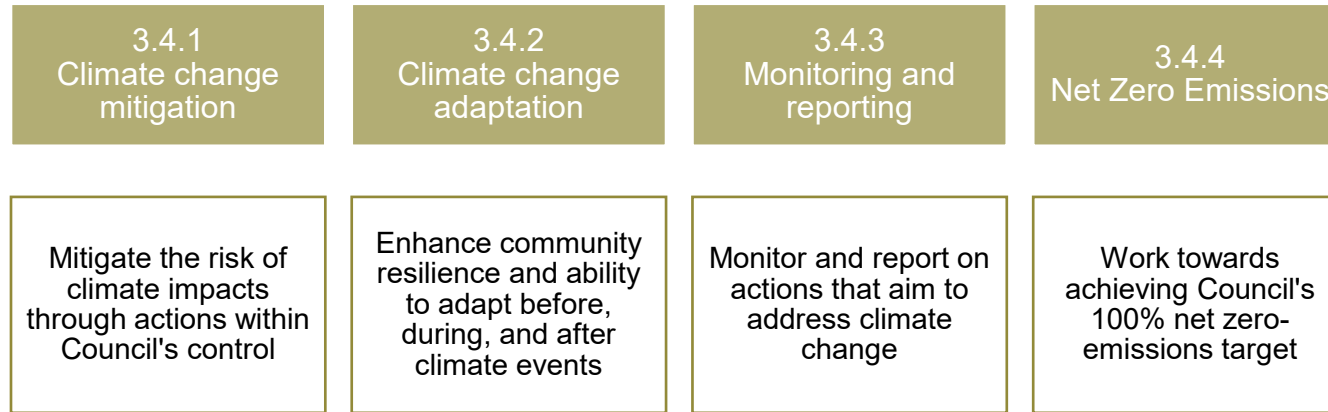 3.4.1
Climate change
mitigation
3.4.2
Climate change
adaptation
3.4.3
Monitoring and
reporting
3.4.4
Net Zero Emissions
Mitigate the risk of
climate impacts
through actions within
Council's control
Enhance community
resilience and ability
to adapt before,
during, and after
climate events
Monitor and report on
actions that aim to
address climate
change
Work towards
achieving Council's
100% net zero-
emissions target